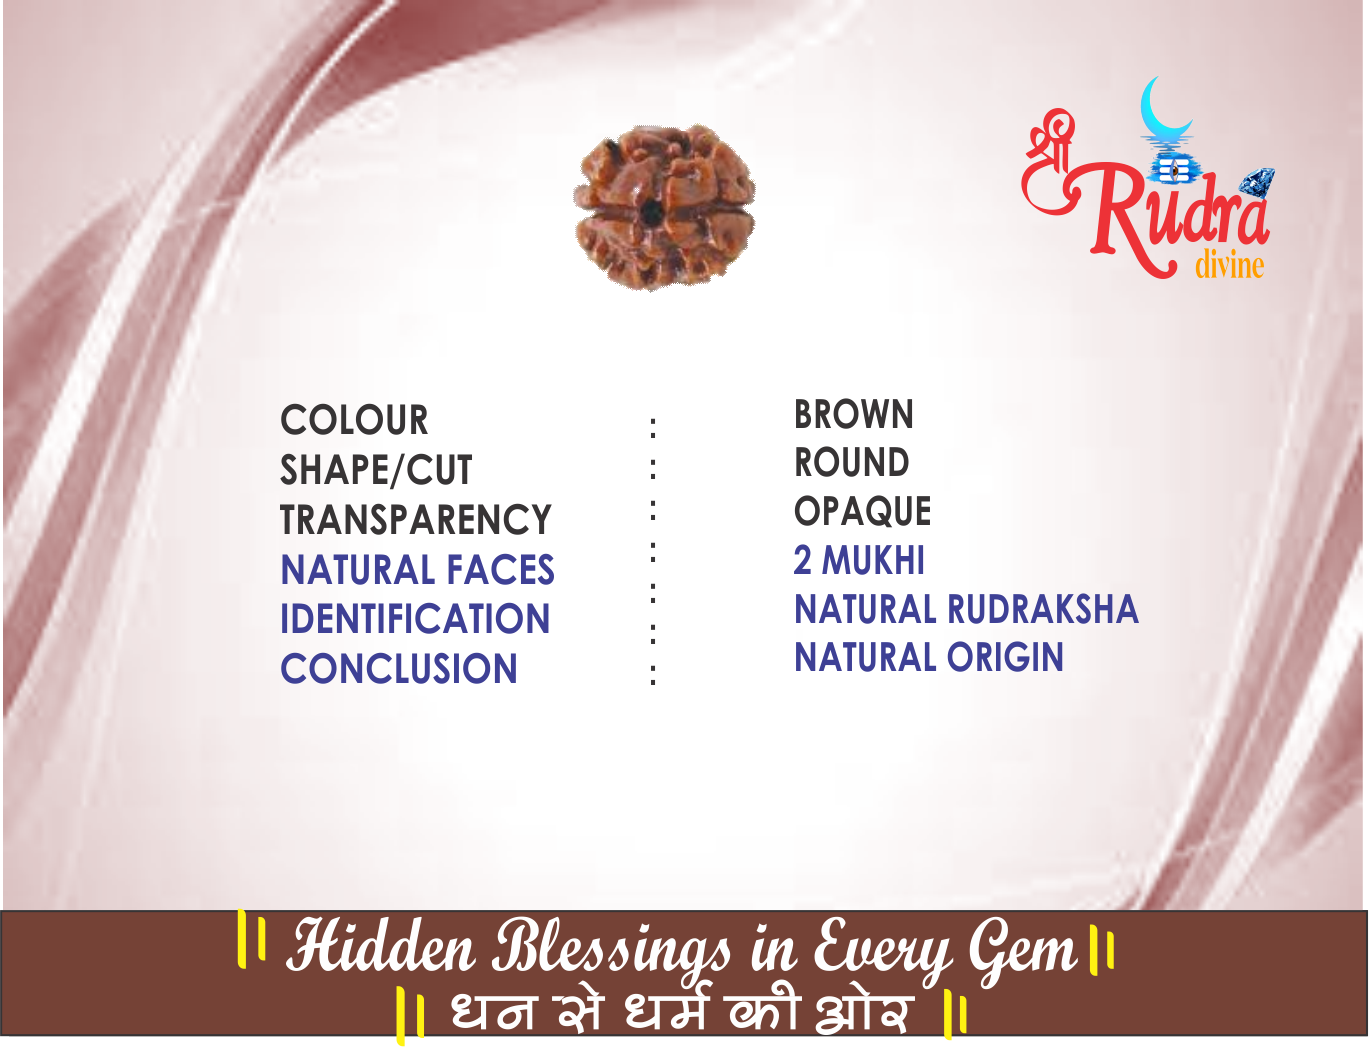 श्री
Rudra
divine
COLOUR : BROWN
SHAPE/CUT : ROUND
TRANSPARENCY : OPAQUE
NATURAL FACES : 2 MUKHI
IDENTIFICATION : NATURAL RUDRAKSHA
CONCLUSION : NATURAL ORIGIN
:
|| Hidden Blessings in Every Gem ||
|| धन से धर्म की ओर ||